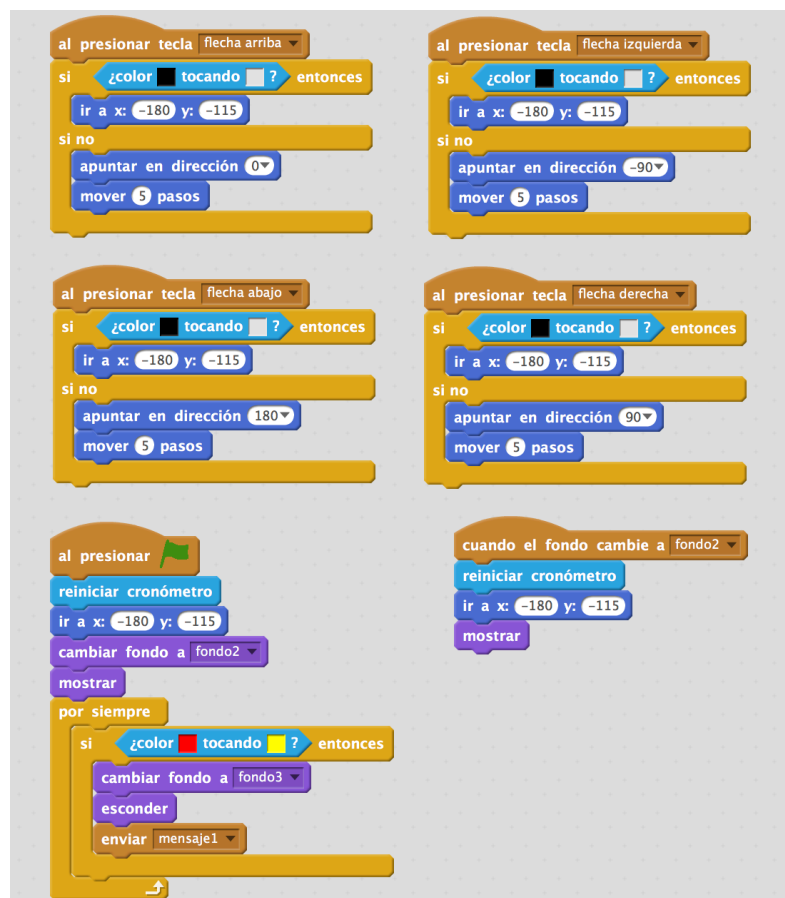 al presionar tecla flecha arriba
si ¿color tocando ? entonces
ir a x: -180 y: -115
si no
apuntar en dirección 0
mover 5 pasos
al presionar tecla flecha izquierda
si ¿color tocando ? entonces
ir a x: -180 y: -115
si no
apuntar en dirección -90
mover 5 pasos
al presionar tecla flecha abajo
si ¿color tocando ? entonces
ir a x: -180 y: -115
si no
apuntar en dirección 180
mover 5 pasos
al presionar tecla flecha derecha
si ¿color tocando ? entonces
ir a x: -180 y: -115
si no
apuntar en dirección 90
mover 5 pasos
al presionar
reiniciar cronómetro
ir a x: -180 y: -115
cambiar fondo a fondo2
mostrar
por siempre
si ¿color tocando ? entonces
cambiar fondo a fondo3
esconder
enviar mensaje1
cuando el fondo cambie a fondo2
reiniciar cronómetro
ir a x: -180 y: -115
mostrar